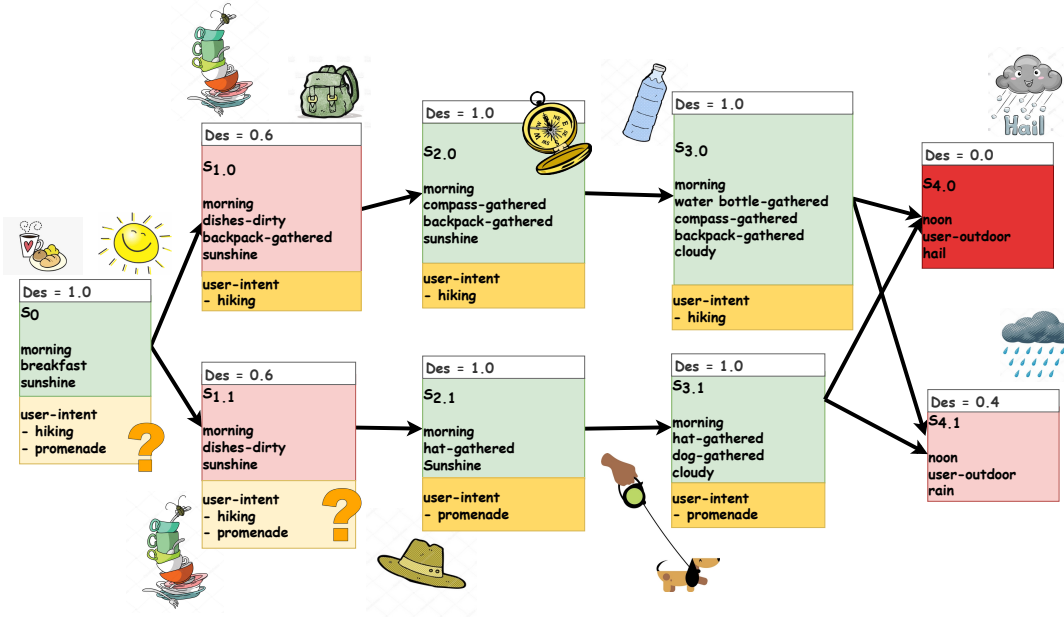 Des = 1.0
S0
morning
breakfast
sunshine
user-intent
- hiking
- promenade
?
Des = 0.6
S1.0
morning
dishes-dirty
backpack-gathered
sunshine
user-intent
- hiking
Des = 0.6
S1.1
morning
dishes-dirty
sunshine
user-intent
- hiking
- promenade
?
Des = 1.0
S2.0
morning
compass-gathered
backpack-gathered
sunshine
user-intent
- hiking
Des = 1.0
S2.1
morning
hat-gathered
Sunshine
user-intent
- promenade
Des = 1.0
S3.0
morning
water bottle-gathered
compass-gathered
backpack-gathered
cloudy
user-intent
- hiking
Des = 1.0
S3.1
morning
hat-gathered
dog-gathered
cloudy
user-intent
- promenade
Hail
Des = 0.0
S4.0
noon
user-outdoor
hail
Des = 0.4
S4.1
noon
user-outdoor
rain